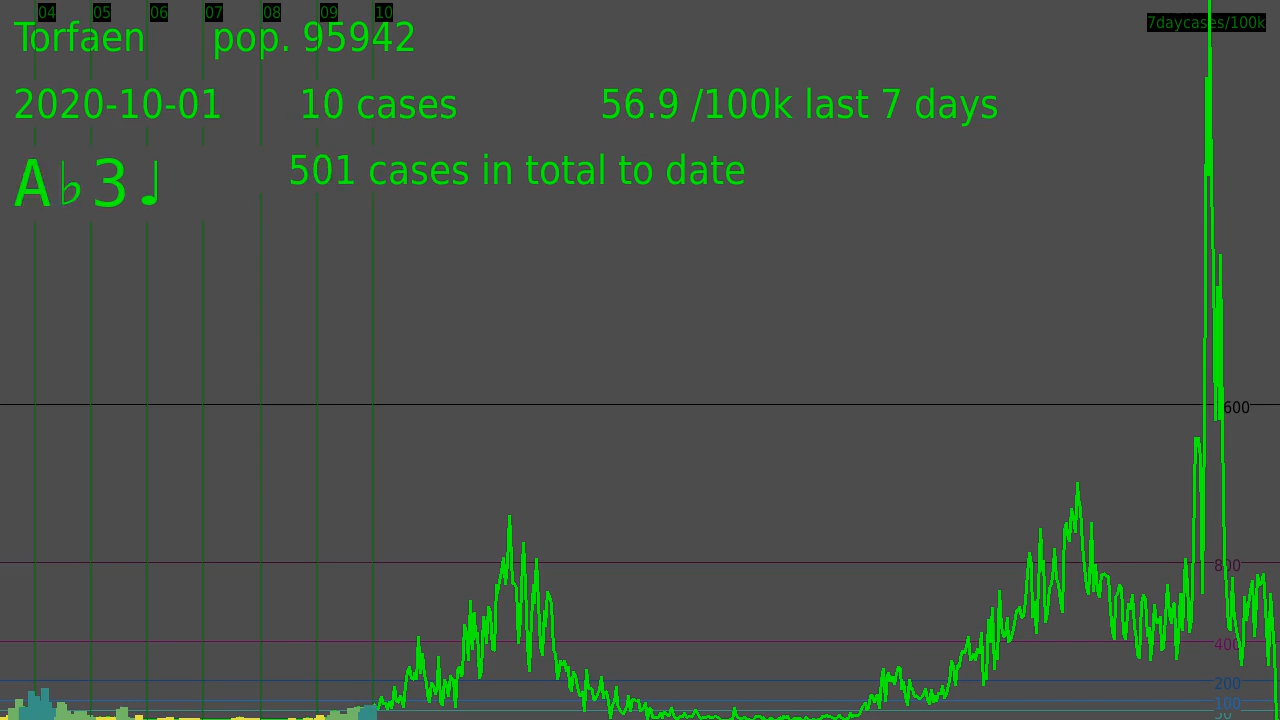 04 05 06 07 08 09 10
7daycases/100k
Torfaen pop. 95942
2020-10-01 10 cases 56.9 /100k last 7 days
A♭3♩ 501 cases in total to date
600
800
400
200
100
50